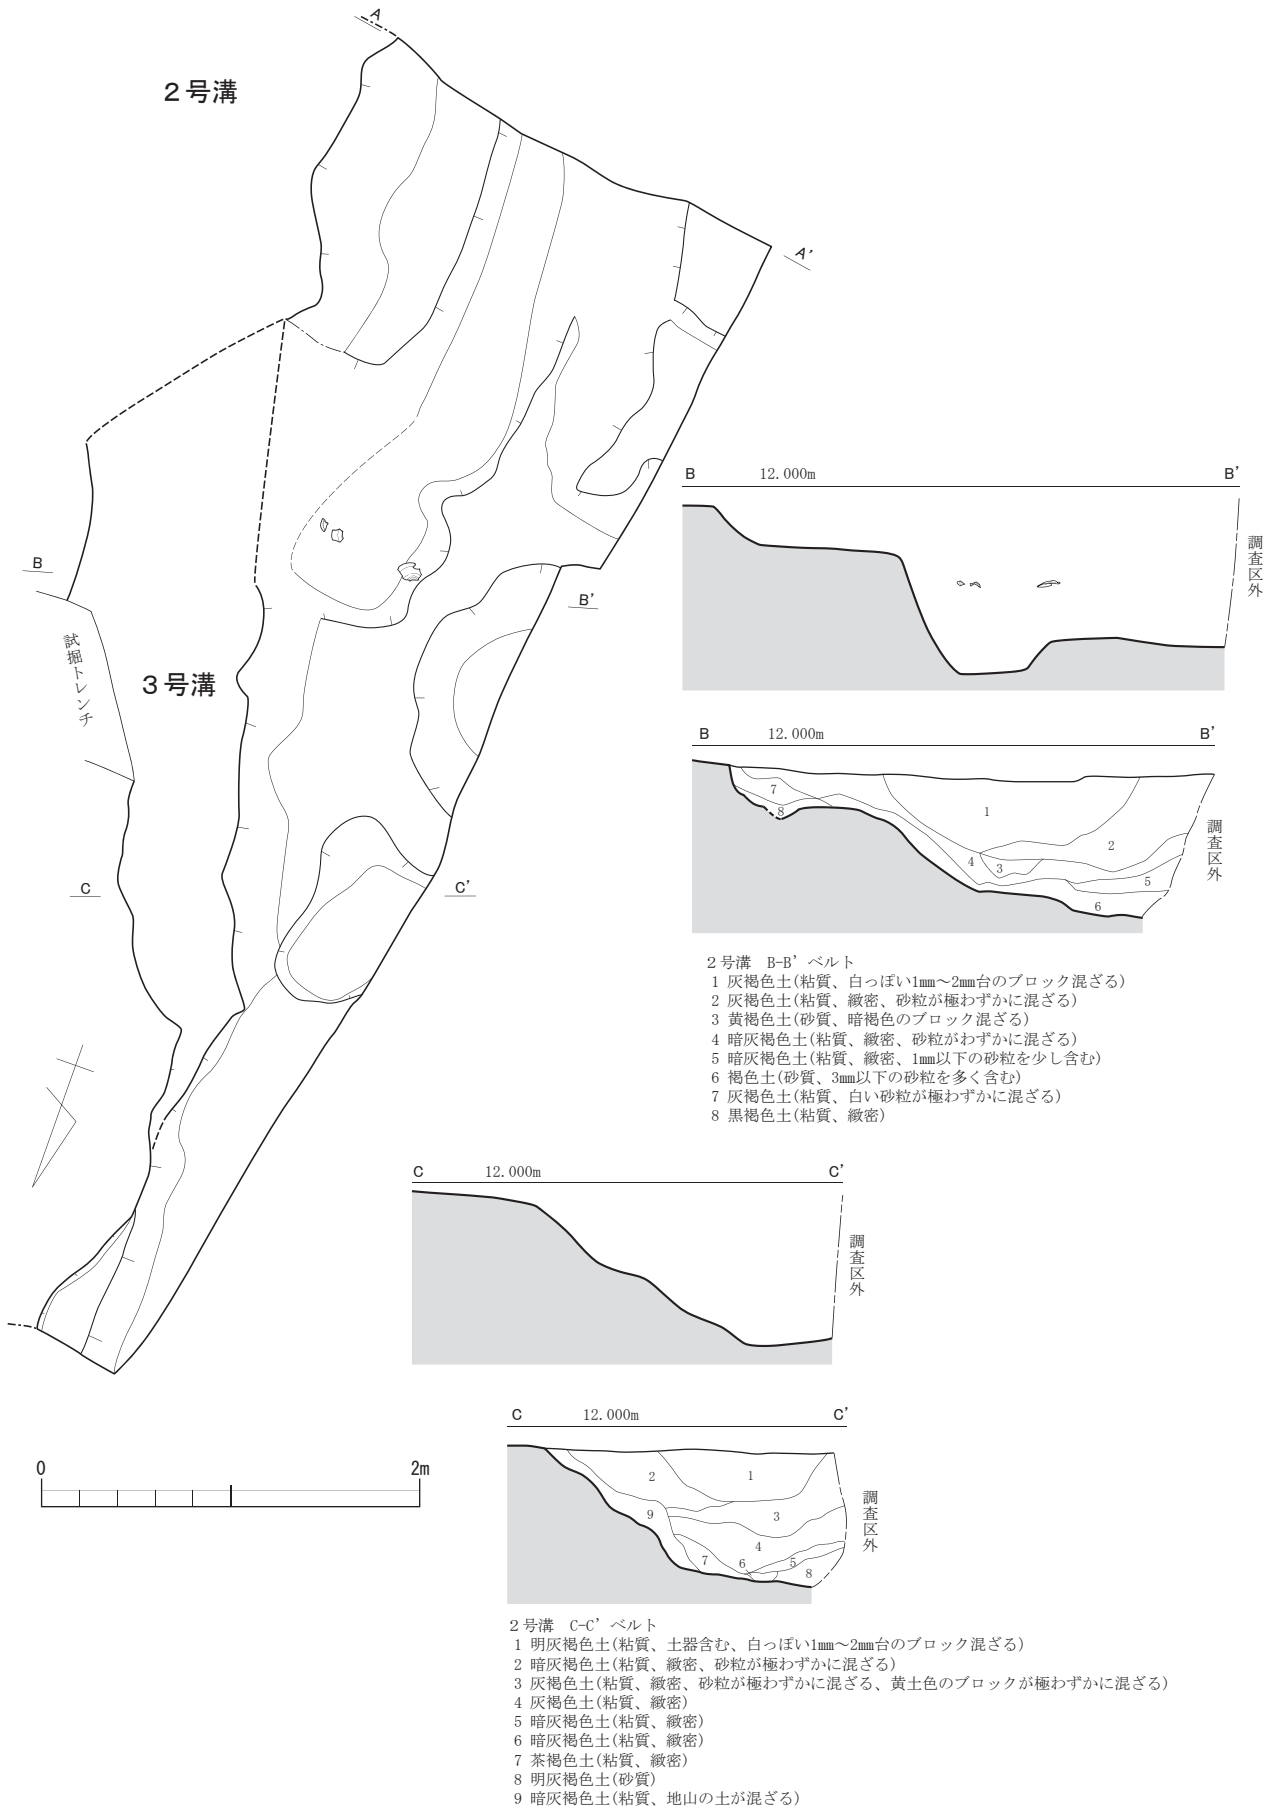 A
2号溝
A’
B
12.000m
B’
調査区外
B
B’
試掘トレンチ
3号溝
B
12.000m
B’
1
2
3
4
5
6
7
8
調査区外
C
C’
2号溝 B-B’ベルト
1 灰褐色土(粘質、白っぽい1㎜～2㎜台のブロック混ざる)
2 灰褐色土(粘質、緻密、砂粒が極わずかに混ざる)
3 黄褐色土(砂質、暗褐色のブロック混ざる)
4 暗灰褐色土(粘質、緻密、砂粒がわずかに混ざる)
5 暗灰褐色土(粘質、緻密、1㎜以下の砂粒を少し含む)
6 褐色土(砂質、3㎜以下の砂粒を多く含む)
7 灰褐色土(粘質、白い砂粒が極わずかに混ざる)
8 黒褐色土(粘質、緻密)
C
12.000m
C’
調査区外
C
12.000m
C’
1
2
3
4
5
6
7
8
9
調査区外
0
2m
2号溝 C-C’ベルト
1 明灰褐色土(粘質、土器含む、白っぽい1㎜～2㎜台のブロック混ざる)
2 暗灰褐色土(粘質、緻密、砂粒が極わずかに混ざる)
3 灰褐色土(粘質、緻密、砂粒が極わずかに混ざる、黄土色のブロックが極わずかに混ざる)
4 灰褐色土(粘質、緻密)
5 暗灰褐色土(粘質、緻密)
6 暗灰褐色土(粘質、緻密)
7 茶褐色土(粘質、緻密)
8 明灰褐色土(砂質)
9 暗灰褐色土(粘質、地山の土が混ざる)